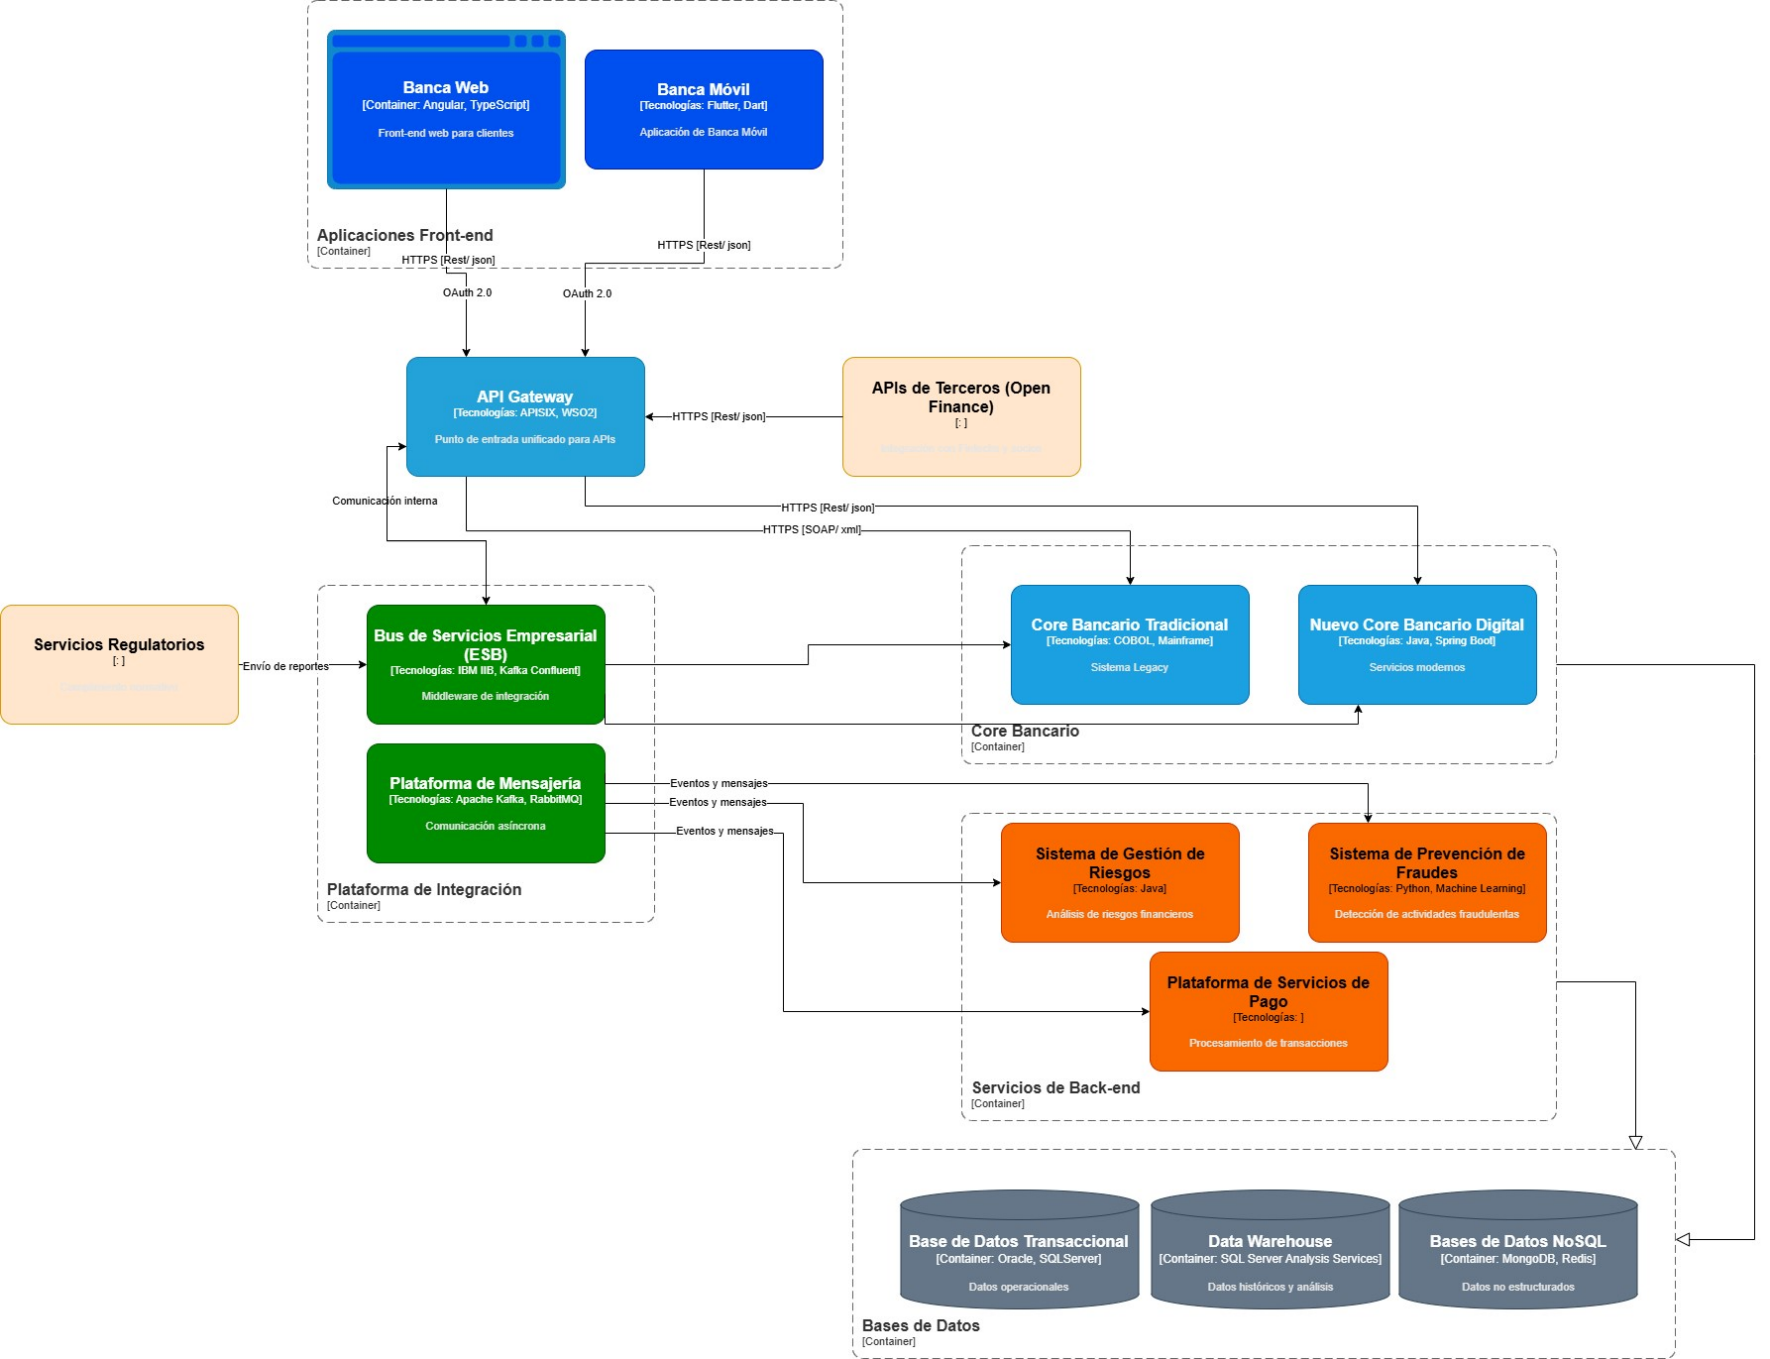 Banca Web
[Container: Angular, TypeScript]
Front-end web para clientes
Banca Móvil
[Tecnologías: Flutter, Dart]
Aplicación de Banca Móvil
Aplicaciones Front-end
[Container]
HTTPS [Rest/ json]
HTTPS [Rest/ json]
OAuth 2.0
OAuth 2.0
API Gateway
[Tecnologías: APISIX, WSO2]
Punto de entrada unificado para APIs
HTTPS [Rest/ json]
APIs de Terceros (Open
Finance)
[: ]
Comunicación interna
HTTPS [Rest/ json]
HTTPS [SOAP/ xml]
Servicios Regulatorios
[: ]
Envío de reportes
Bus de Servicios Empresarial
(ESB)
[Tecnologías: IBM IIB, Kafka Confluent]
Middleware de integración
Core Bancario Tradicional
[Tecnologías: COBOL, Mainframe]
Sistema Legacy
Nuevo Core Bancario Digital
[Tecnologías: Java, Spring Boot]
Servicios modernos
Core Bancario
[Container]
Plataforma de Mensajería
[Tecnologías: Apache Kafka, RabbitMQ]
Comunicación asíncrona
Plataforma de Integración
[Container]
Eventos y mensajes
Eventos y mensajes
Eventos y mensajes
Sistema de Gestión de
Riesgos
[Tecnologías: Java]
Análisis de riesgos financieros
Sistema de Prevención de
Fraudes
[Tecnologías: Python, Machine Learning]
Detección de actividades fraudulentas
Plataforma de Servicios de
Pago
[Tecnologías: ]
Procesamiento de transacciones
Servicios de Back-end
[Container]
Base de Datos Transaccional
[Container: Oracle, SQLServer]
Datos operacionales
Data Warehouse
[Container: SQL Server Analysis Services]
Datos históricos y análisis
Bases de Datos NoSQL
[Container: MongoDB, Redis]
Datos no estructurados
Bases de Datos
[Container]